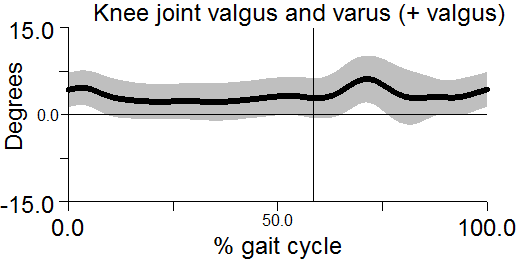 Knee joint valgus and varus (+ valgus)
15.0
Degrees
0.0
-15.0
0.0
50.0
100.0
% gait cycle